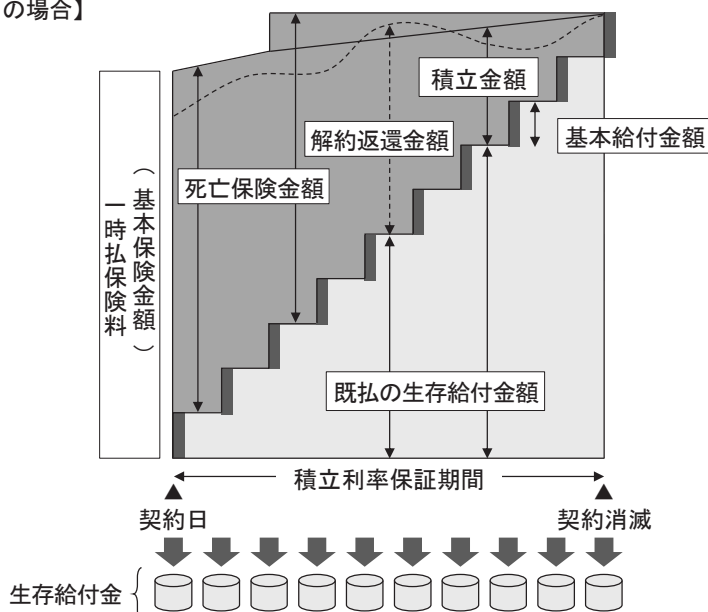 の場合】
積立金額
解約返還金額
基本給付金額
死亡保険金額
一時払保険料
（基本保険金額）
既払の生存給付金額
積立利率保証期間
契約日
契約消滅
生存給付金